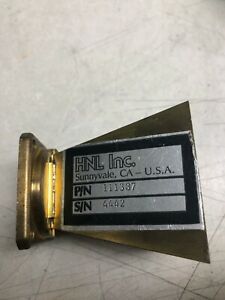 HNL Inc.
Sunnyvale, CA – U.S.A.
P/N 111387
S/N 4442